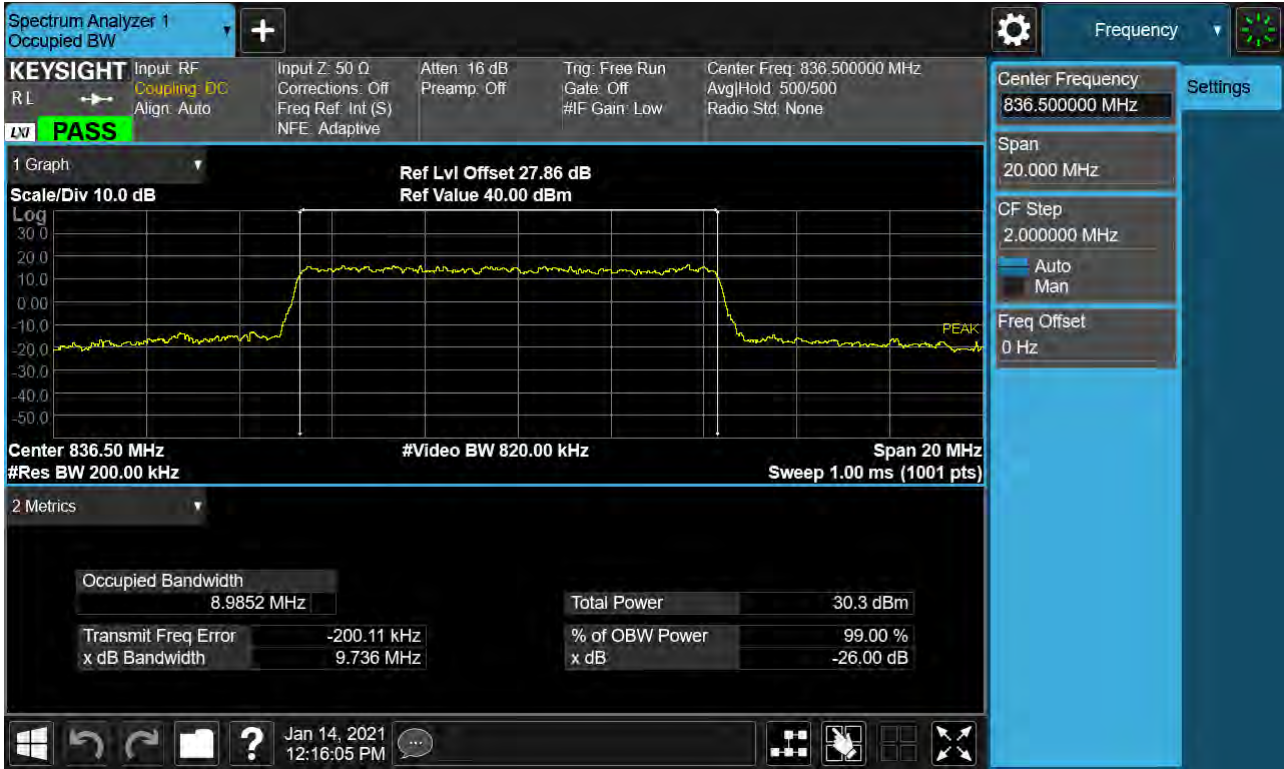 Spectrum Analyzer 1
Occupied BW
▼
+
Frequency
▼
KEYSIGHT
R L
LXI
PASS
Input: RF
Coupling: DC
Align: Auto
Input Z: 50 Ω
Corrections: Off
Freq Ref: Int (S)
NFE: Adaptive
Atten: 16 dB
Preamp: Off
Trig: Free Run
Gate: Off
#IF Gain: Low
Center Freq: 836.500000 MHz
Avg|Hold: 500/500
Radio Std: None
Center Frequency
836.500000 MHz
Settings
Span
20.000 MHz
CF Step
2.000000 MHz
Auto
Man
Freq Offset
0 Hz
1 Graph
▼
Scale/Div 10.0 dB
Ref Lvl Offset 27.86 dB
Ref Value 40.00 dBm
Log
30.0
20.0
10.0
0.00
-10.0
-20.0
-30.0
-40.0
-50.0
PEAK
Center 836.50 MHz
#Video BW 820.00 kHz
Span 20 MHz
#Res BW 200.00 kHz
Sweep 1.00 ms (1001 pts)
2 Metrics
▼
Occupied Bandwidth
8.9852 MHz
Total Power 30.3 dBm
Transmit Freq Error -200.11 kHz
% of OBW Power 99.00 %
x dB Bandwidth 9.736 MHz
x dB -26.00 dB
?
Jan 14, 2021
12:16:05 PM